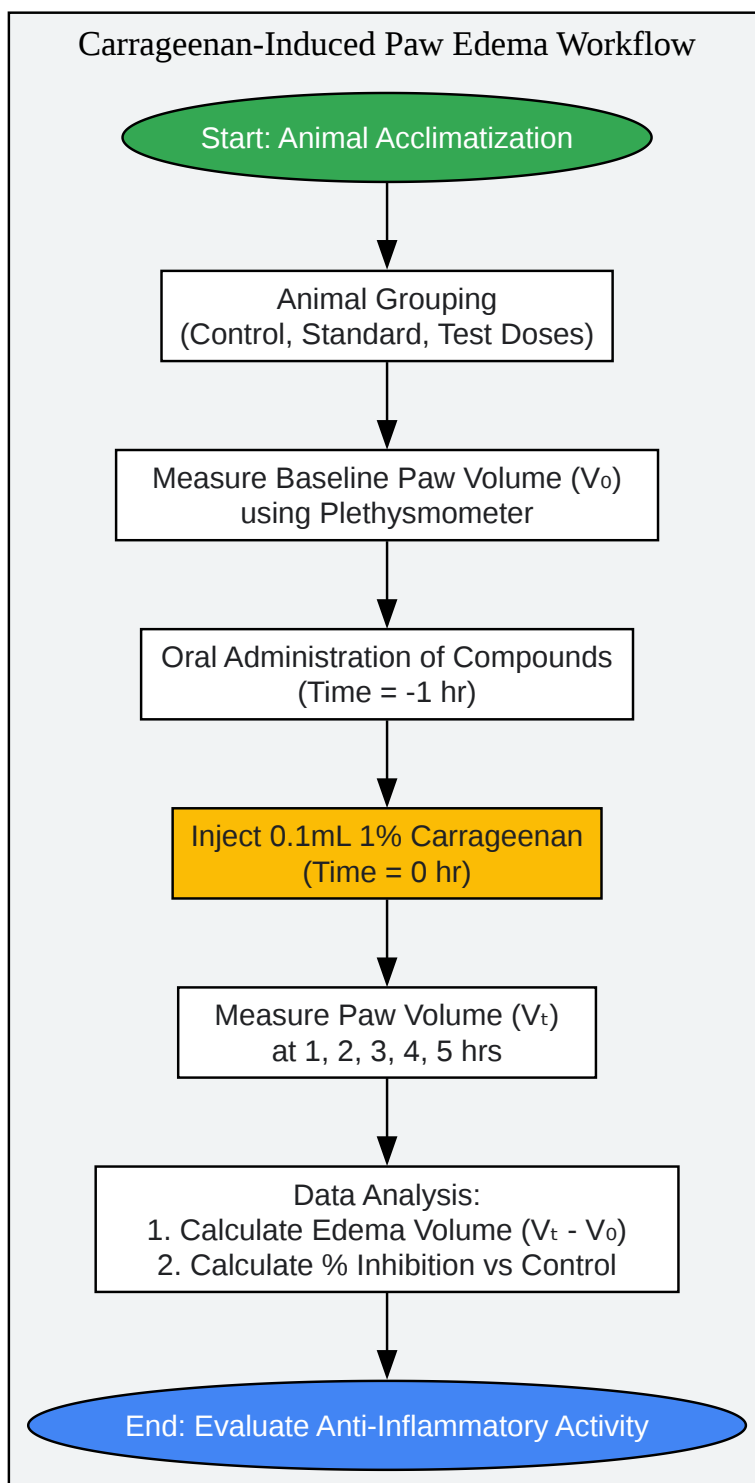 Carrageenan-Induced Paw Edema Workflow
Start: Animal Acclimatization
Animal Grouping
(Control, Standard, Test Doses)
Measure Baseline Paw Volume (V₀)
using Plethysmometer
Oral Administration of Compounds
(Time = -1 hr)
Inject 0.1mL 1% Carrageenan
(Time = 0 hr)
Measure Paw Volume (Vₜ)
at 1, 2, 3, 4, 5 hrs
Data Analysis:
1. Calculate Edema Volume (Vₜ - V₀)
2. Calculate % Inhibition vs Control
End: Evaluate Anti-Inflammatory Activity